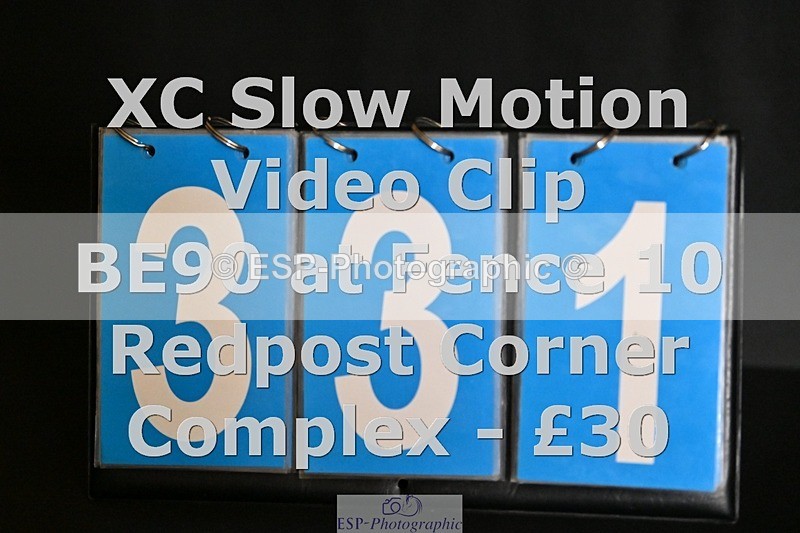 XC Slow Motion
Video Clip
BE90 at Fence 10
© ESP-Photographic ©
Redpost Corner
Complex - £30
331
ESP-Photographic